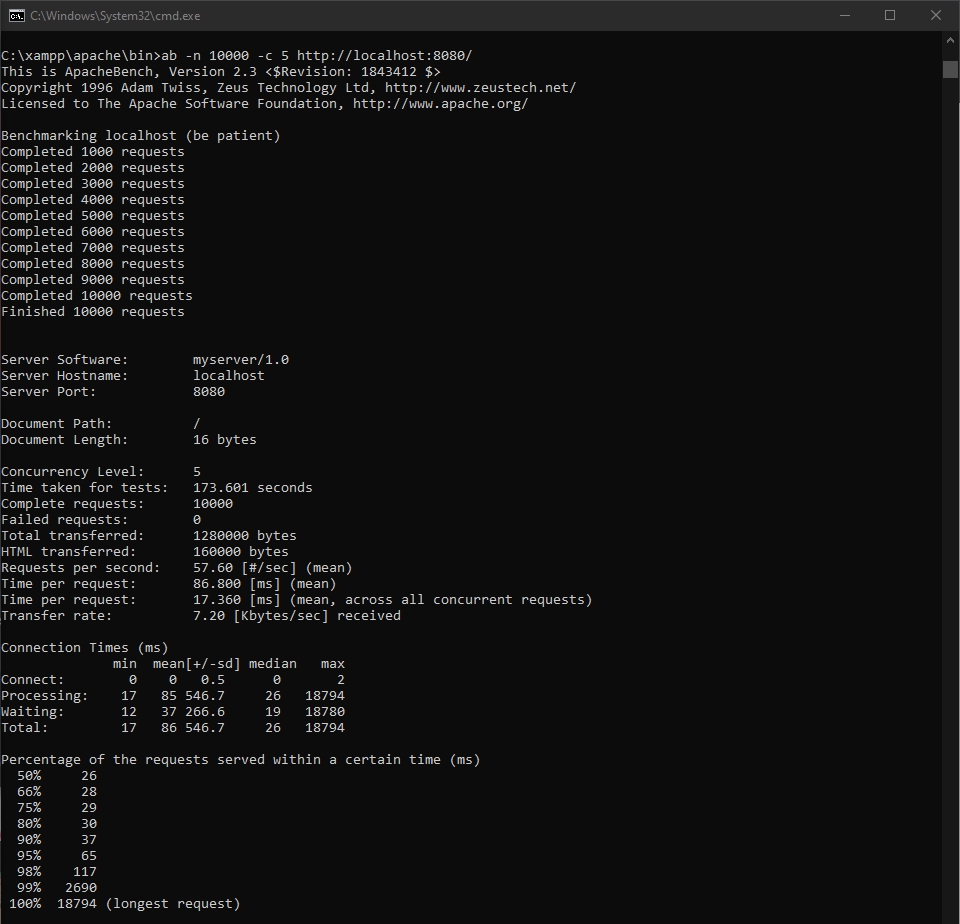 C:\Windows\System32\cmd.exe
C:\xampp\apache\bin>ab -n 10000 -c 5 http://localhost:8080/
This is ApacheBench, Version 2.3 <$Revision: 1843412 $>
Copyright 1996 Adam Twiss, Zeus Technology Ltd, http://www.zeustech.net/
Licensed to The Apache Software Foundation, http://www.apache.org/
Benchmarking localhost (be patient)
Completed 1000 requests
Completed 2000 requests
Completed 3000 requests
Completed 4000 requests
Completed 5000 requests
Completed 6000 requests
Completed 7000 requests
Completed 8000 requests
Completed 9000 requests
Completed 10000 requests
Finished 10000 requests
Server Software:        myserver/1.0
Server Hostname:        localhost
Server Port:            8080
Document Path:          /
Document Length:        16 bytes
Concurrency Level:      5
Time taken for tests:   173.601 seconds
Complete requests:      10000
Failed requests:        0
Total transferred:      1280000 bytes
HTML transferred:       160000 bytes
Requests per second:    57.60 [#/sec] (mean)
Time per request:       86.800 [ms] (mean)
Time per request:       17.360 [ms] (mean, across all concurrent requests)
Transfer rate:          7.20 [Kbytes/sec] received
Connection Times (ms)
              min  mean[+/-sd] median   max
Connect:        0    0   0.5      0       2
Processing:    17   85 546.7     26   18794
Waiting:       12   37 266.6     19   18780
Total:         17   86 546.7     26   18794
Percentage of the requests served within a certain time (ms)
  50%     26
  66%     28
  75%     29
  80%     30
  90%     37
  95%     65
  98%    117
  99%   2690
 100%  18794 (longest request)